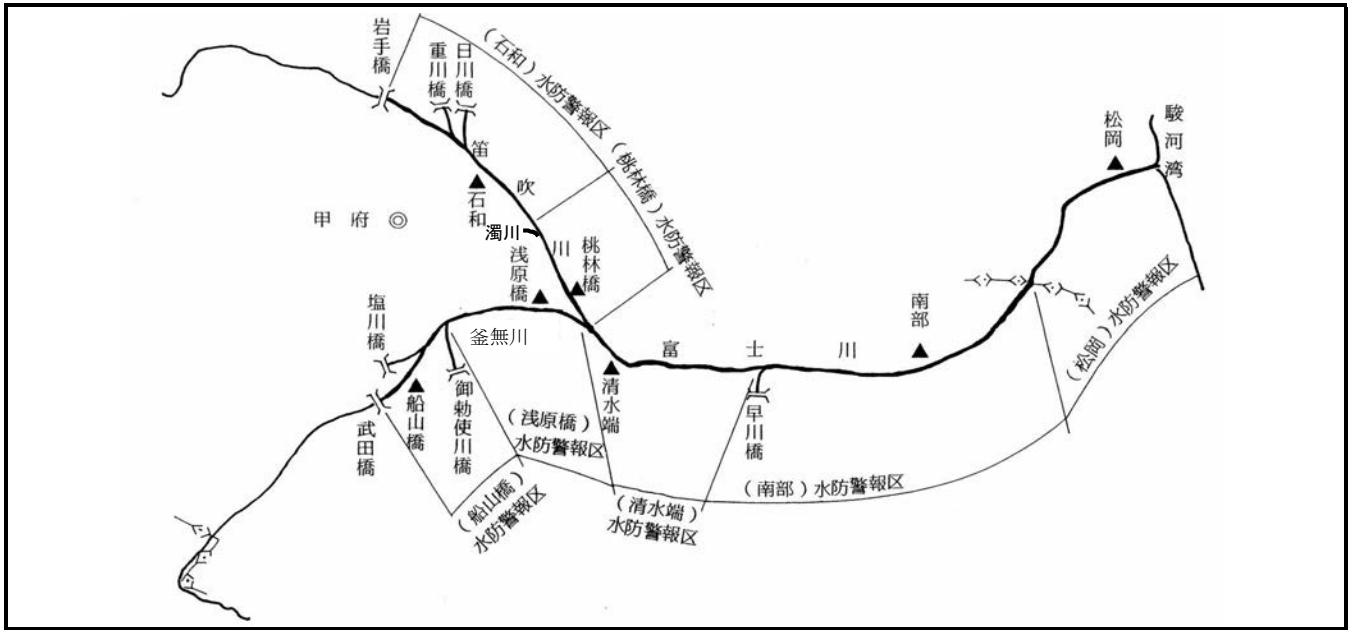 岩手橋
重川橋
日川橋
(石和)水防警報区
(桃林橋)水防警報区
笛吹川
石和
甲府
濁川
浅原橋
桃林橋
塩川橋
釜無川
船山橋
御勅使川橋
武田橋
(船山橋)
水防警報区
(浅原橋)
水防警報区
清水端
(清水端)
水防警報区
富士川
早川橋
南部
(南部)水防警報区
松岡
駿河湾
(松岡)水防警報区